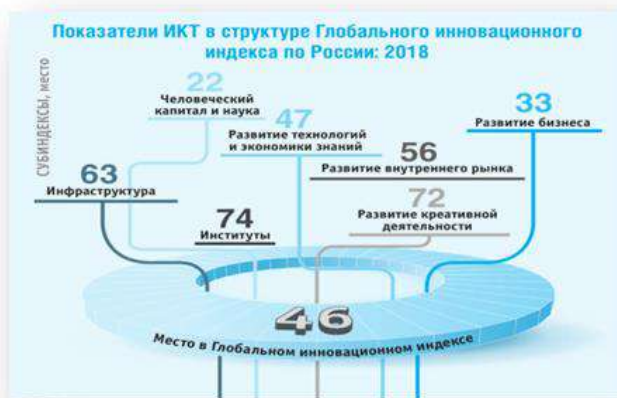 Показатели ИКТ в структуре Глобального инновационного
индекса по России: 2018
СУБИНДЕКСЫ, место
22
Человеческий
капитал и наука
47
Развитие технологий
и экономики знаний
33
Развитие бизнеса
63
Инфраструктура
56
Развитие внутреннего рынка
74
Институты
72
Развитие креативной
деятельности
46
Место в Глобальном инновационном индексе